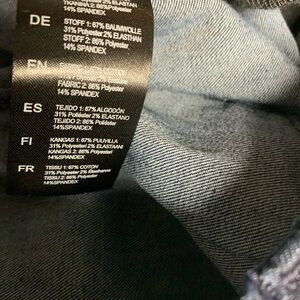 TKANINA 2: 86%Polyester
14% SPANDEX
DE STOFF 1: 67% BAUMWOLLE
31% Polyester 2% ELASTHAN
STOFF 2: 86% Polyester,
14% SPANDEX
EN
FABRIC 2: 86% Polyester
14% SPANDEX
ES TEJIDO 1: 67% ALGODÓN
31% Poliéster 2% ELASTANO
TEJIDO 2: 86% Poliéster
14%SPANDEX
FI KANGAS 1: 67% PUUVILLA
31% Polyester 2% ELASTAANI
KANGAS 2: 86% Polyester
14%SPANDEX
FR TISSU 1: 67% COTON
31% Polyester 2% Elasthanne
TISSU 2: 86% Polyester
14%SPANDEX